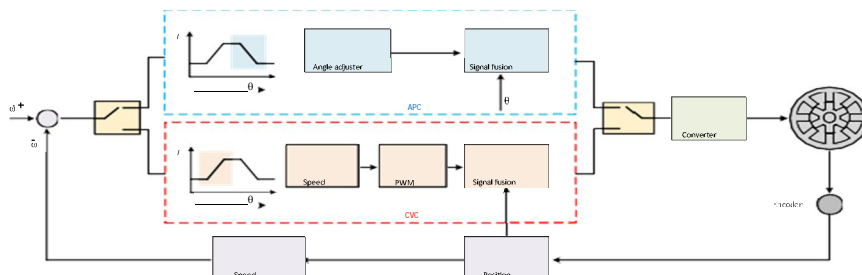 I
Angle adjuster
Signal fusion
θ
θ
APC
ω +
Converter
ω
I
Speed
PWM
Signal fusion
θ
CVC
Encoder
Speed
Position